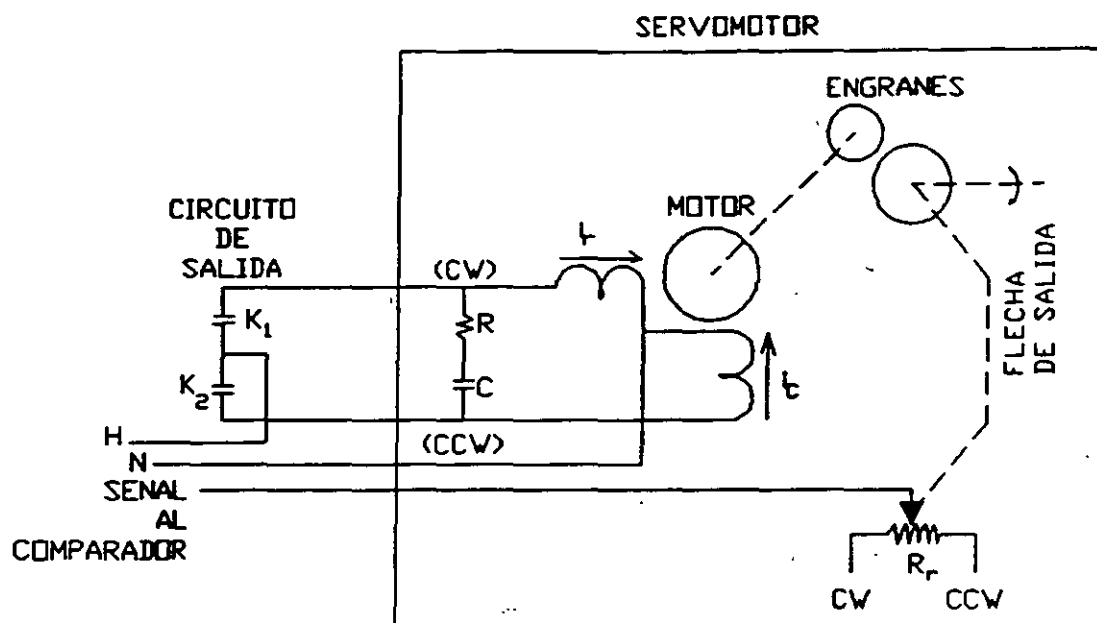 SERVOMOTOR
ENGRANES
MOTOR
CIRCUITO
DE
SALIDA
(CW)
K1
R
K2
C
(CCW)
H
N
SENAL
AL
COMPARADOR
FLECHA
DE SALIDA
Rr
CW
CCW